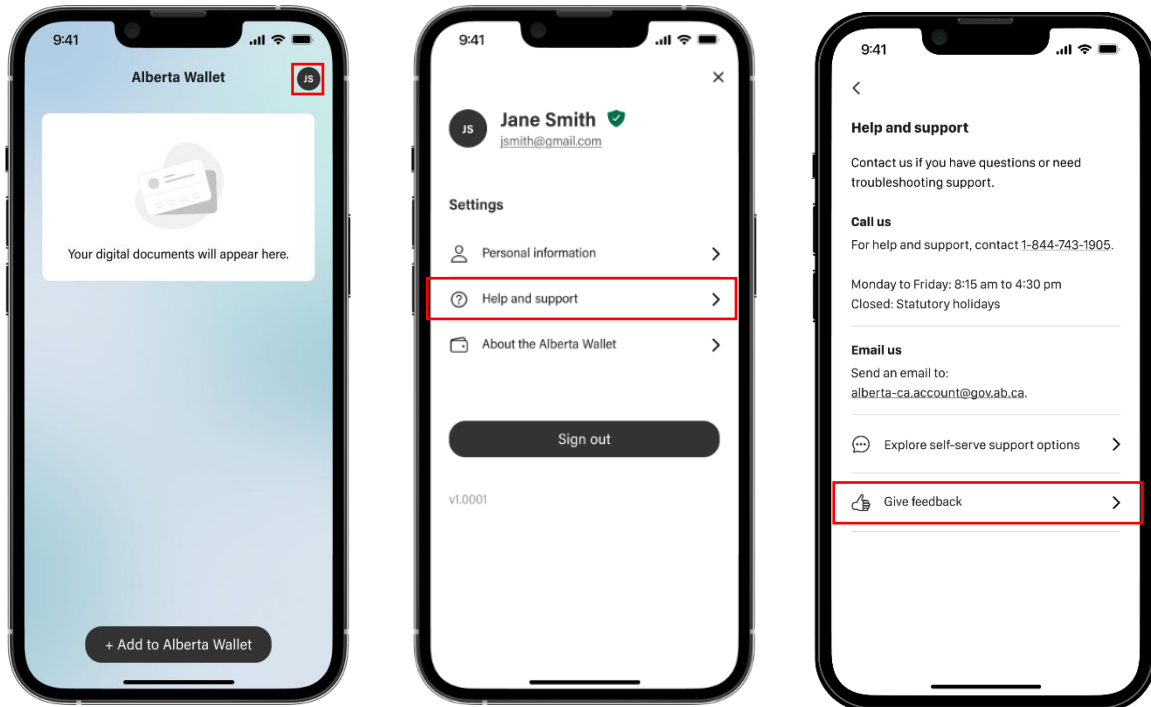 9:41
Alberta Wallet
JS
Your digital documents will appear here.
+ Add to Alberta Wallet
9:41
JS
Jane Smith
jsmith@gmail.com
Settings
Personal information
Help and support
About the Alberta Wallet
Sign out
v1.0001
9:41
Help and support
Contact us if you have questions or need
troubleshooting support.
Call us
For help and support, contact 1-844-743-1905.
Monday to Friday: 8:15 am to 4:30 pm
Closed: Statutory holidays
Email us
Send an email to:
alberta-ca.account@gov.ab.ca.
Explore self-serve support options
Give feedback